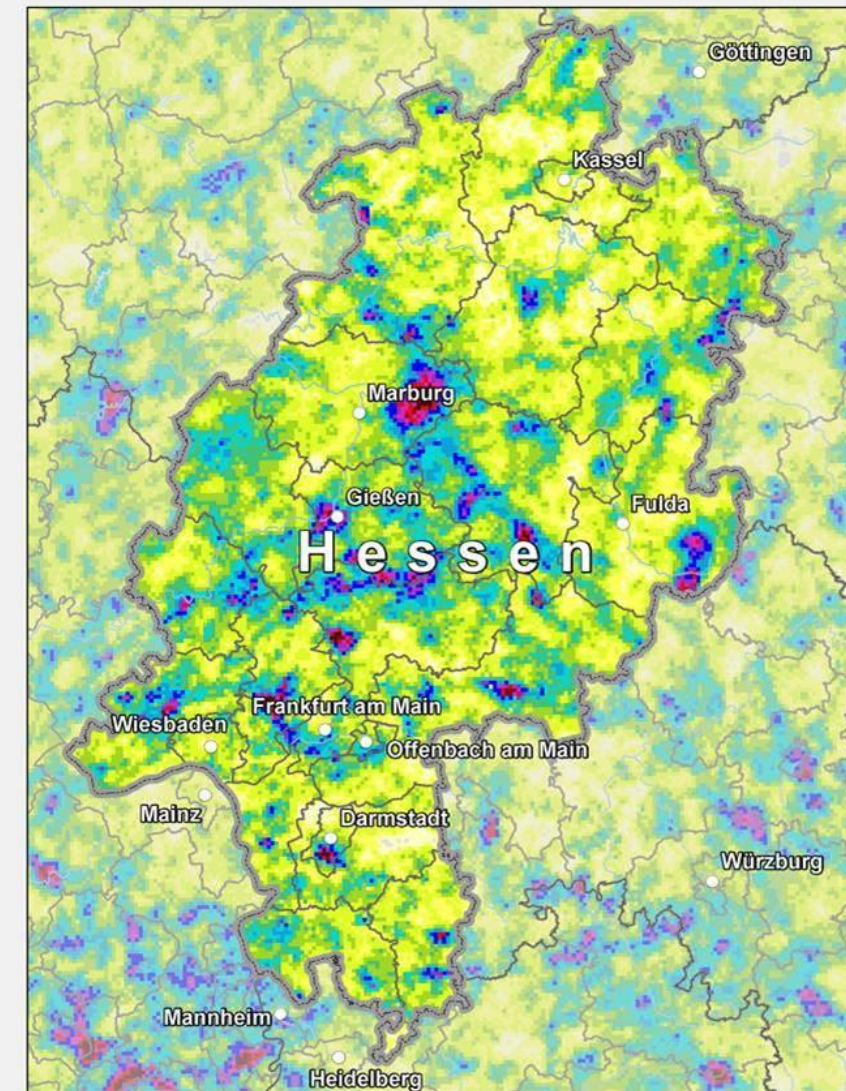 Göttingen
Kassel
Marburg
Gießen
Fulda
Hessen
Frankfurt am Main
Wiesbaden
Offenbach am Main
Mainz
Darmstadt
Würzburg
Mannheim
Heidelberg